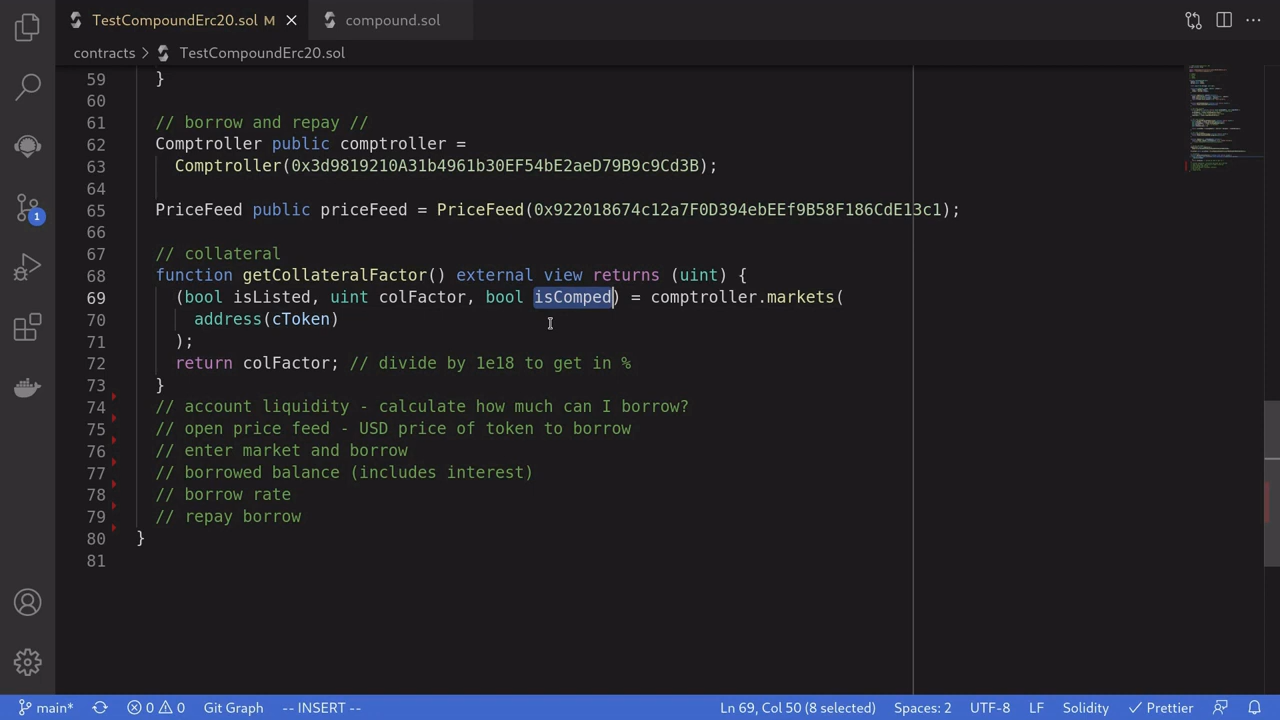 TestCompoundErc20.sol M
compound.sol
contracts > TestCompoundErc20.sol
59 }
60
61 // borrow and repay //
62 Comptroller public comptroller =
63 Comptroller(0x3d9819210A31b4961b30EF54bE2aeD79B9c9Cd3B);
64
65 PriceFeed public priceFeed = PriceFeed(0x922018674c12a7F0D394ebEEf9B58F186CdE13c1);
66
67 // collateral
68 function getCollateralFactor() external view returns (uint) {
69 (bool isListed, uint colFactor, bool isComped) = comptroller.markets(
70 address(cToken)
71 );
72 return colFactor; // divide by 1e18 to get in %
73 }
74 // account liquidity - calculate how much can I borrow?
75 // open price feed - USD price of token to borrow
76 // enter market and borrow
77 // borrowed balance (includes interest)
78 // borrow rate
79 // repay borrow
80 }
81
1
main* 0 0 Git Graph -- INSERT -- Ln 69, Col 50 (8 selected) Spaces: 2 UTF-8 LF Solidity Prettier